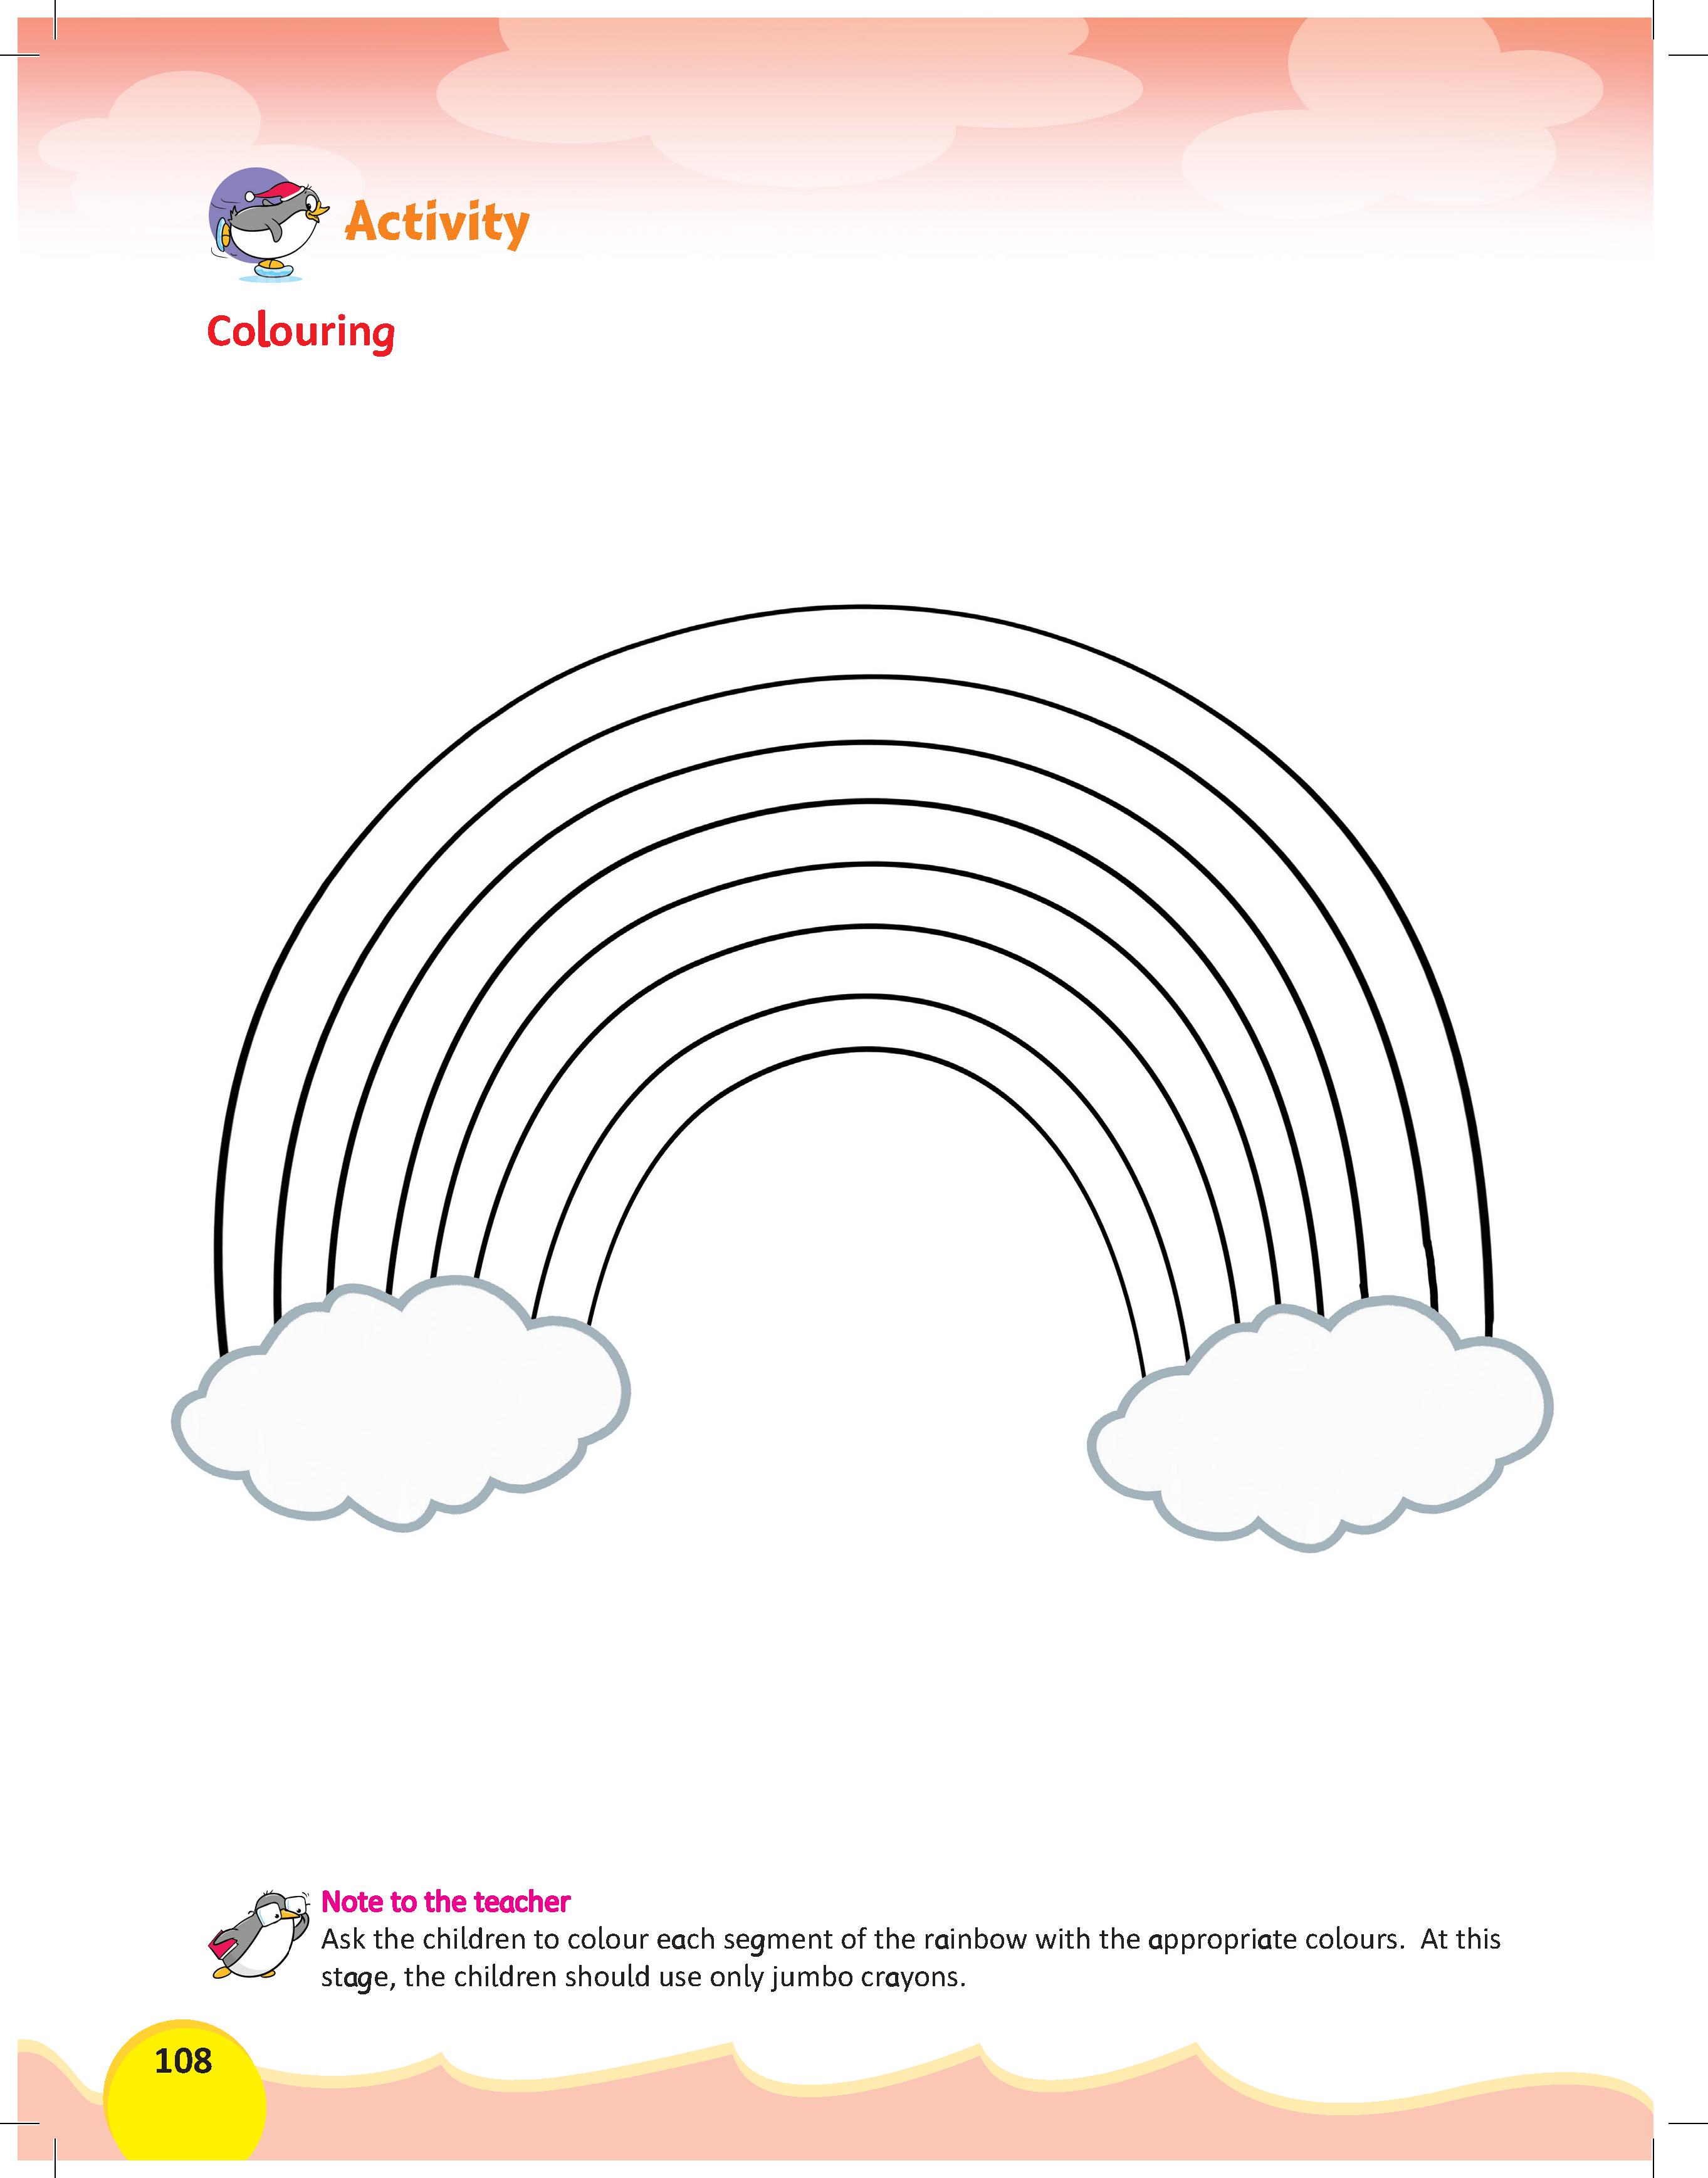 Activity
Colouring
Note to the teacher
Ask the children to colour each segment of the rainbow with the appropriate colours. At this
stage, the children should use only jumbo crayons.
108